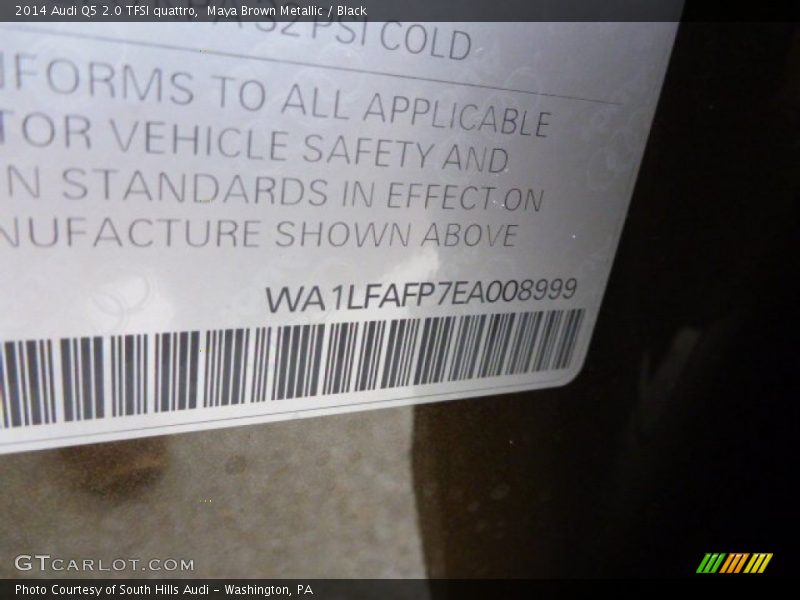 2014 Audi Q5 2.0 TFSI quattro, Maya Brown Metallic / Black
32 PSI COLD
FORMS TO ALL APPLICABLE
TOR VEHICLE SAFETY AND
N STANDARDS IN EFFECT ON
NUFACTURE SHOWN ABOVE
WA1LFAFP7EA008999
GTCARLOT.COM
Photo Courtesy of South Hills Audi - Washington, PA